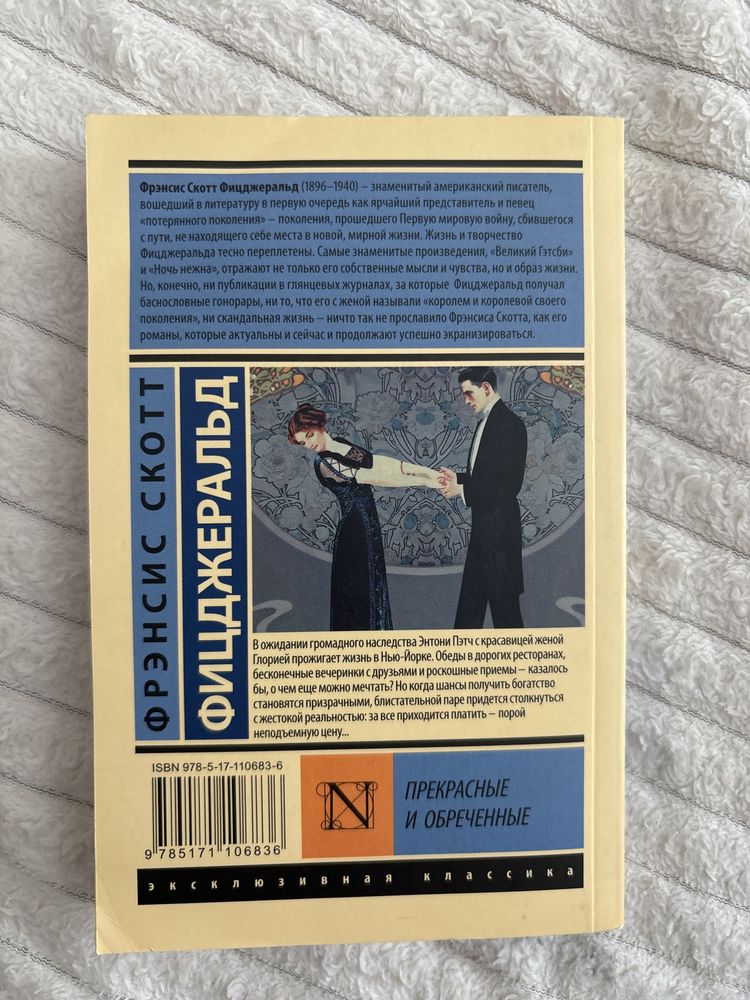 Фрэнсис Скотт Фицджеральд (1896–1940) – знаменитый американский писатель,
вошедший в литературу в первую очередь как ярчайший представитель и певец
«потерянного поколения» – поколения, прошедшего Первую мировую войну, сбившегося
с пути, не находящего себе места в новой, мирной жизни. Жизнь и творчество
Фицджеральда тесно переплетены. Самые знаменитые произведения, «Великий Гэтсби»
и «Ночь нежна», отражают не только его собственные мысли и чувства, но и образ жизни.
Но, конечно, ни публикации в глянцевых журналах, за которые Фицджеральд получал
баснословные гонорары, ни то, что его с женой называли «королем и королевой своего
поколения», ни скандальная жизнь – ничто так не прославило Фрэнсиса Скотта, как его
романы, которые актуальны и сейчас и продолжают успешно экранизироваться.
ФРЭНСИС СКОТТ
ФИЦДЖЕРАЛЬД
В ожидании громадного наследства Энтони Пэтч с красавицей женой
Глорией прожигает жизнь в Нью-Йорке. Обеды в дорогих ресторанах,
бесконечные вечеринки с друзьями и роскошные приемы – казалось
бы, о чем еще можно мечтать? Но когда шансы получить богатство
становятся призрачными, блистательной паре придется столкнуться
с жестокой реальностью: за все приходится платить – порой
неподъемную цену...
ISBN 978-5-17-110683-6
9 785171 106836
N
ПРЕКРАСНЫЕ
И ОБРЕЧЕННЫЕ
эксклюзивная классика